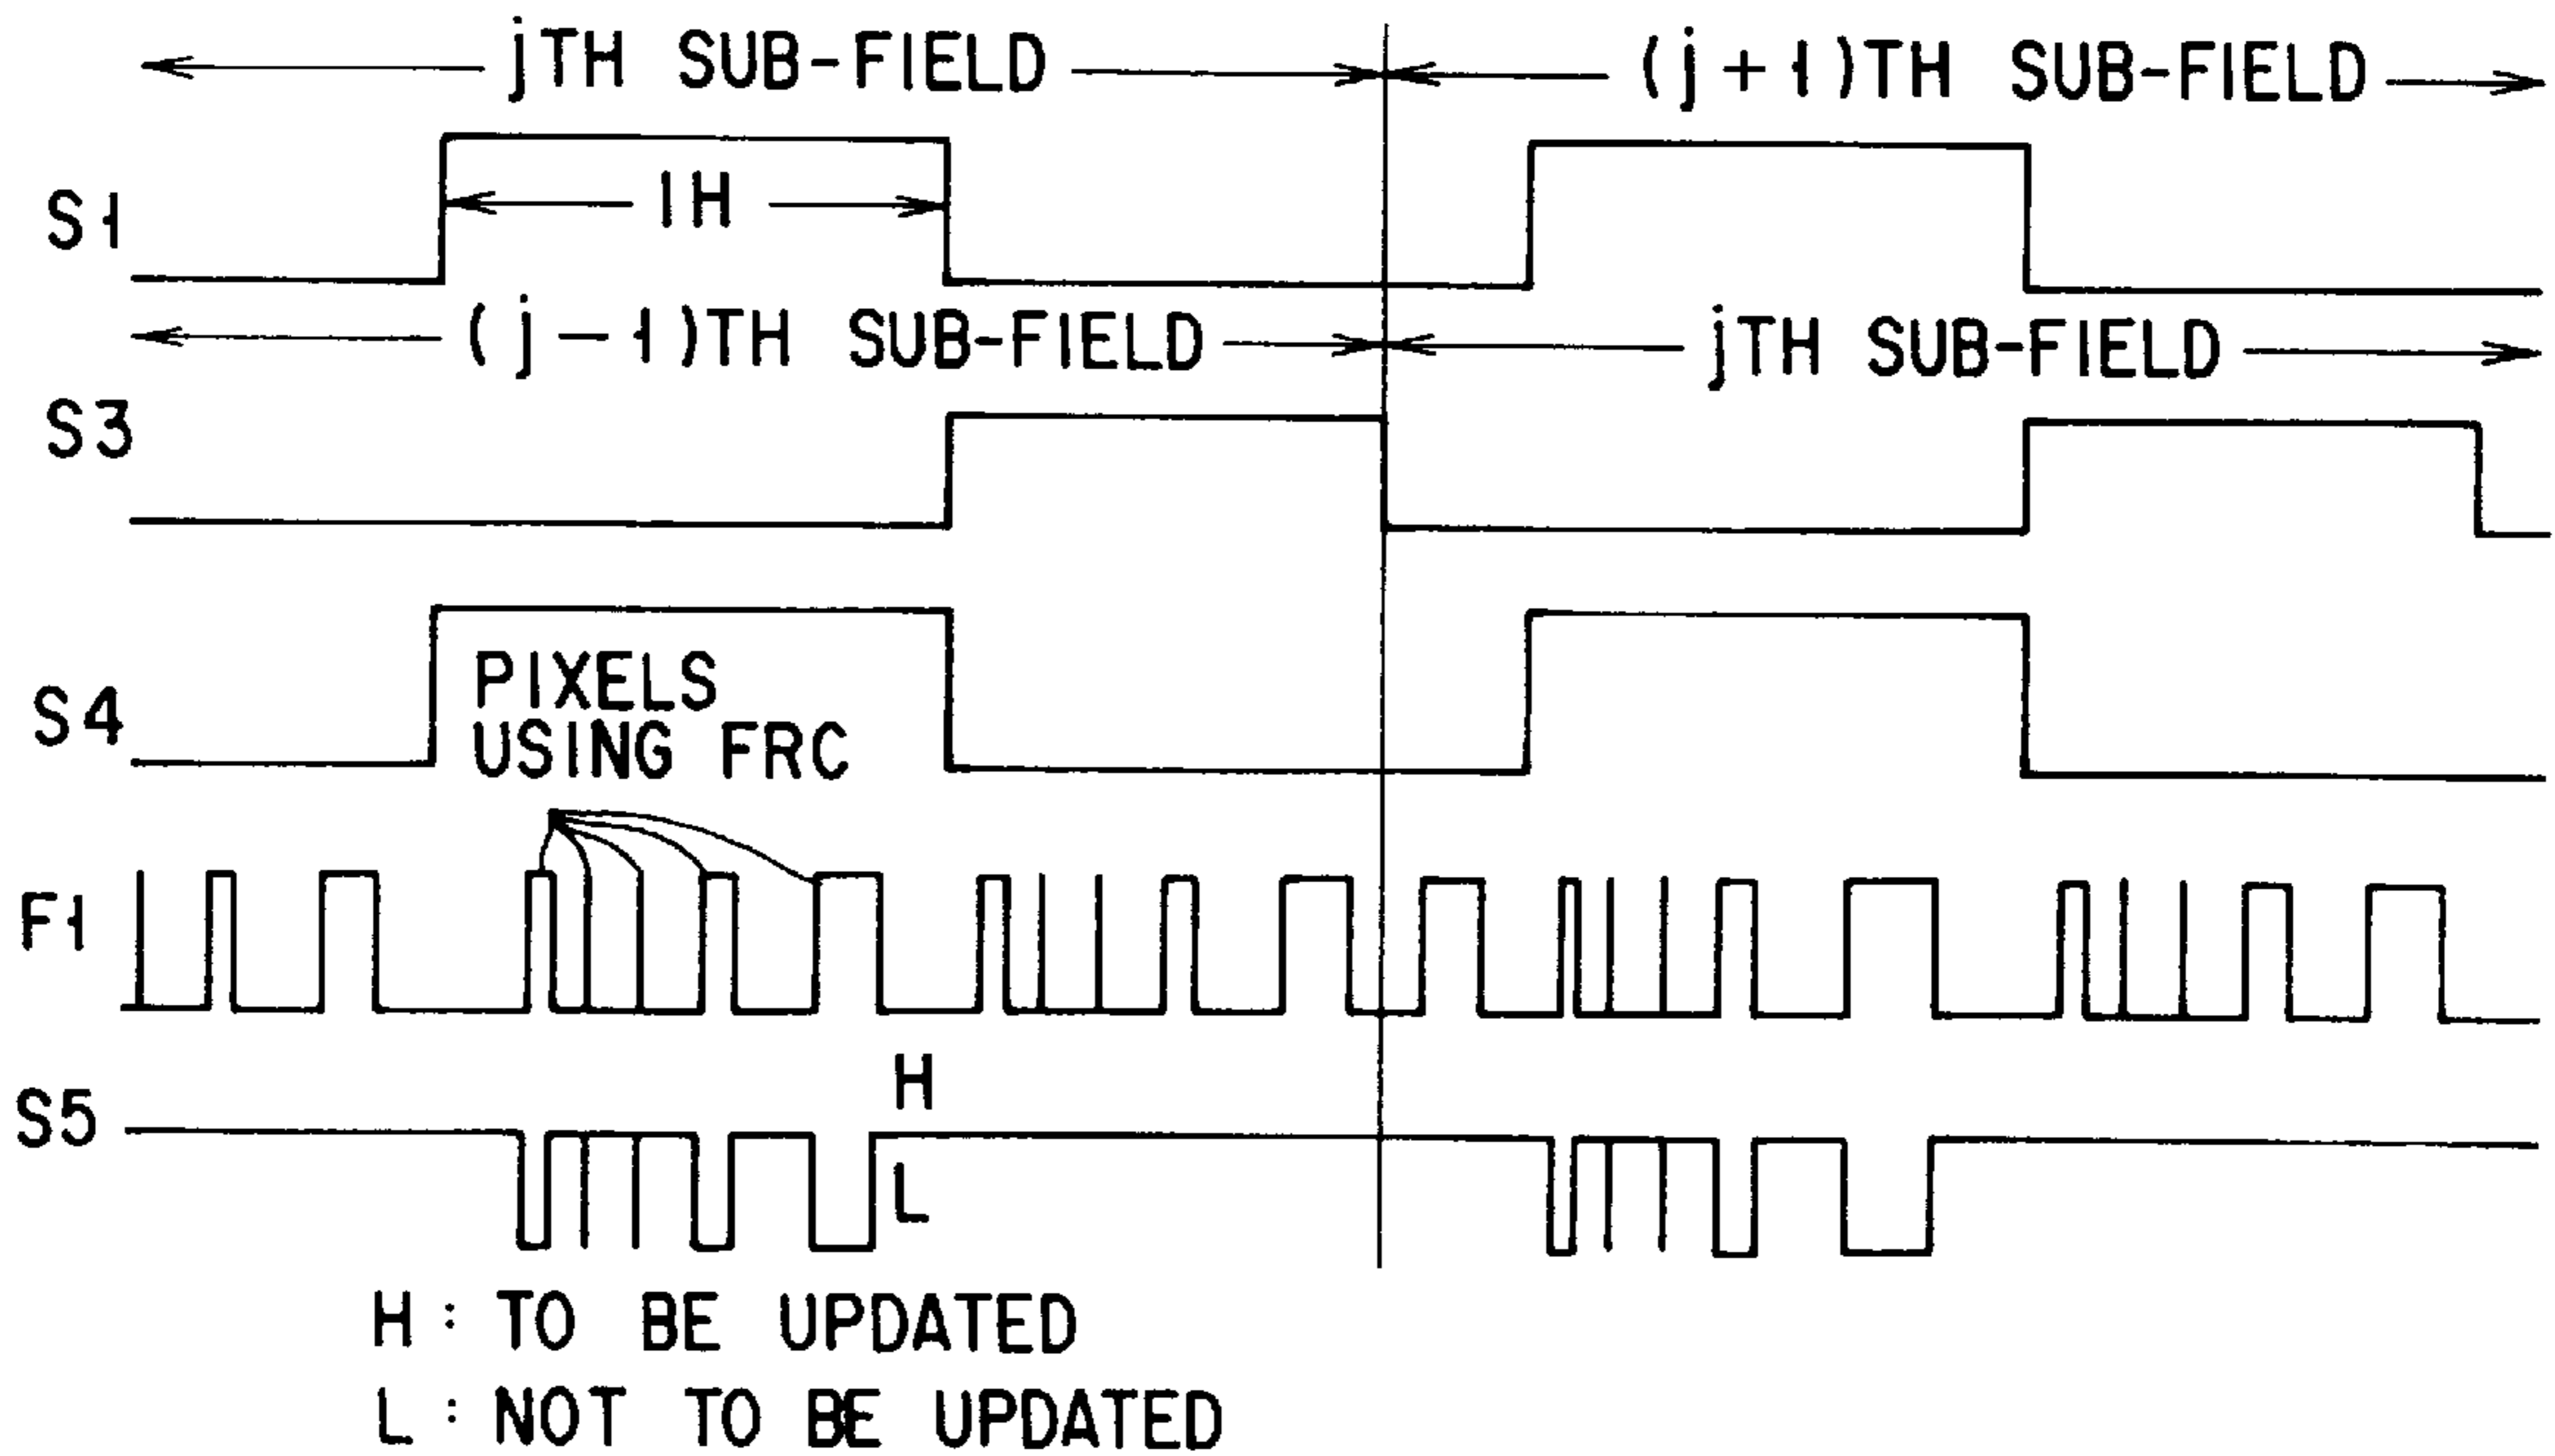 jTH SUB-FIELD
(j+1)TH SUB-FIELD
S1
1H
(j-1)TH SUB-FIELD
jTH SUB-FIELD
S3
S4
PIXELS
USING FRC
F1
S5
H
L
H : TO BE UPDATED
L : NOT TO BE UPDATED